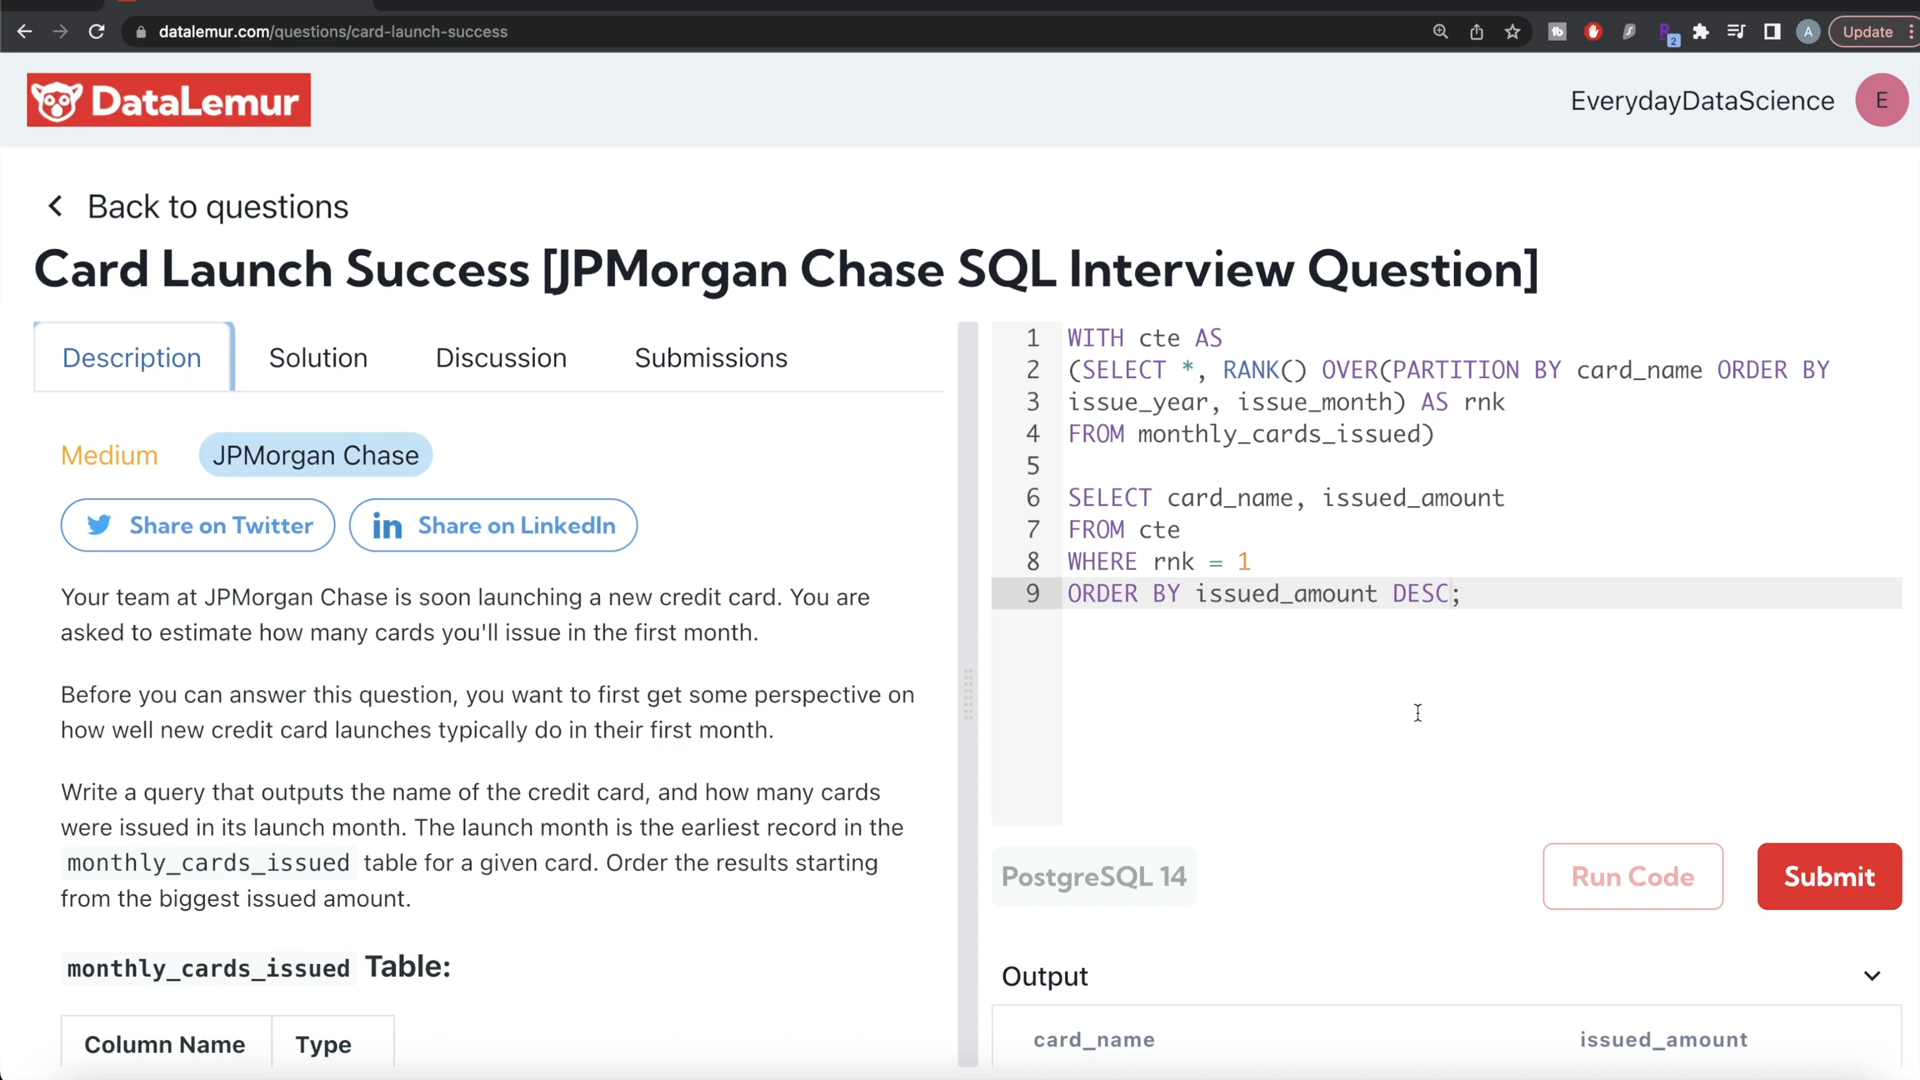 datalemur.com/questions/card-launch-success
Update
2
A
DataLemur
EverydayDataScience
E
Back to questions
Card Launch Success [JPMorgan Chase SQL Interview Question]
Description
Solution
Discussion
Submissions
Medium
JPMorgan Chase
Share on Twitter
in Share on LinkedIn
Your team at JPMorgan Chase is soon launching a new credit card. You are
asked to estimate how many cards you'll issue in the first month.
Before you can answer this question, you want to first get some perspective on
how well new credit card launches typically do in their first month.
Write a query that outputs the name of the credit card, and how many cards
were issued in its launch month. The launch month is the earliest record in the
monthly_cards_issued table for a given card. Order the results starting
from the biggest issued amount.
monthly_cards_issued Table:
Column Name Type
1 WITH cte AS
2 (SELECT *, RANK() OVER(PARTITION BY card_name ORDER BY
3 issue_year, issue_month) AS rnk
4 FROM monthly_cards_issued)
5
6 SELECT card_name, issued_amount
7 FROM cte
8 WHERE rnk = 1
9 ORDER BY issued_amount DESC;
PostgreSQL 14
Run Code
Submit
Output
card_name issued_amount